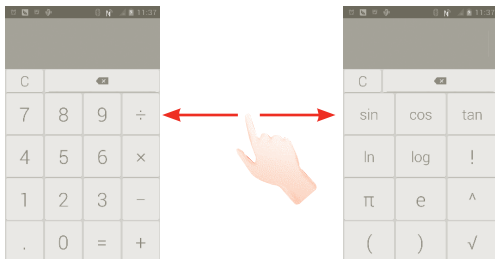 11:37
C
7 8 9 ÷
4 5 6 ×
1 2 3 −
. 0 = +
11:37
C
sin cos tan
ln log !
π e ^
( ) √